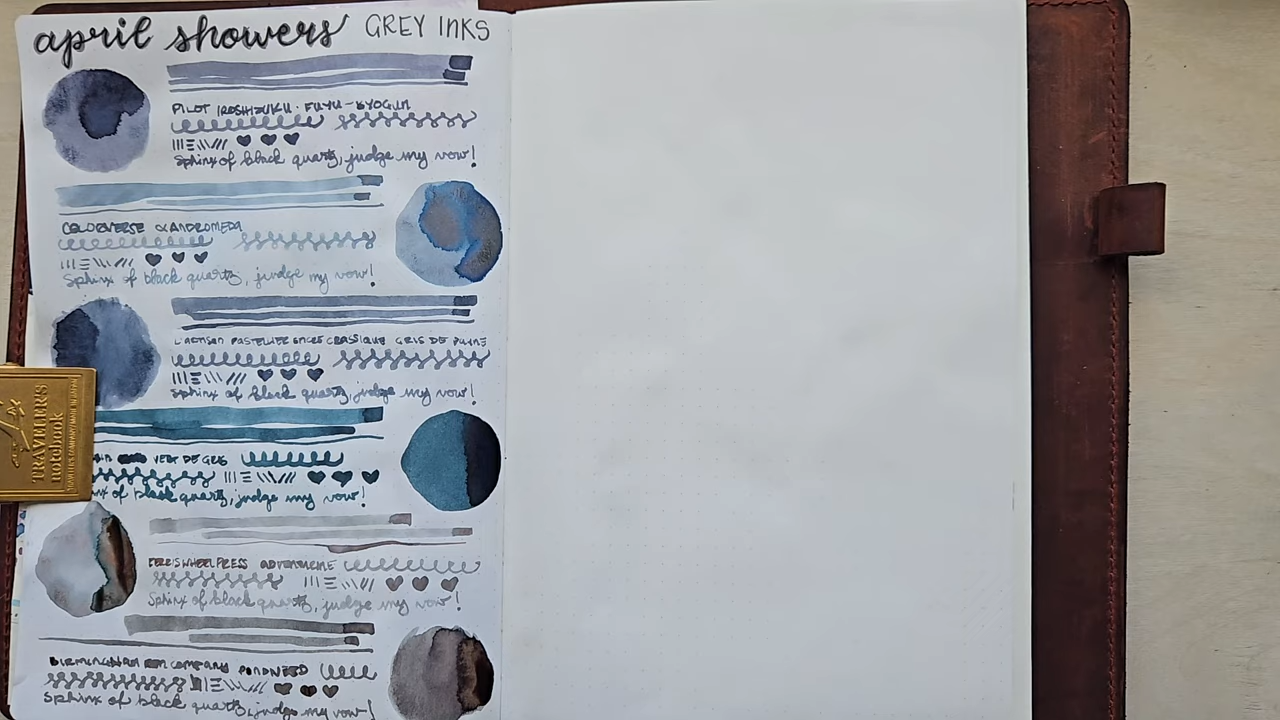 april showers GREY INKS
PILOT IROSHIZUKU · FUYU-SYOGUN
Sphinx of black quartz, judge my vow!
COLORVERSE α ANDROMEDA
Sphinx of black quartz, judge my vow!
L'ARTISAN PASTELLIER ENCRES CLASSIQUE GRIS DE PAYNE
Sphinx of black quartz, judge my vow!
VERT DE GRIS
of black quartz, judge my vow!
FERRISWHEELPRESS
Sphinx of black quartz, judge my vow!
BIRMINGHAM PEN COMPANY PONDWEED
Sphinx of black quartz, judge my vow!
TRAVELER'S
notebook